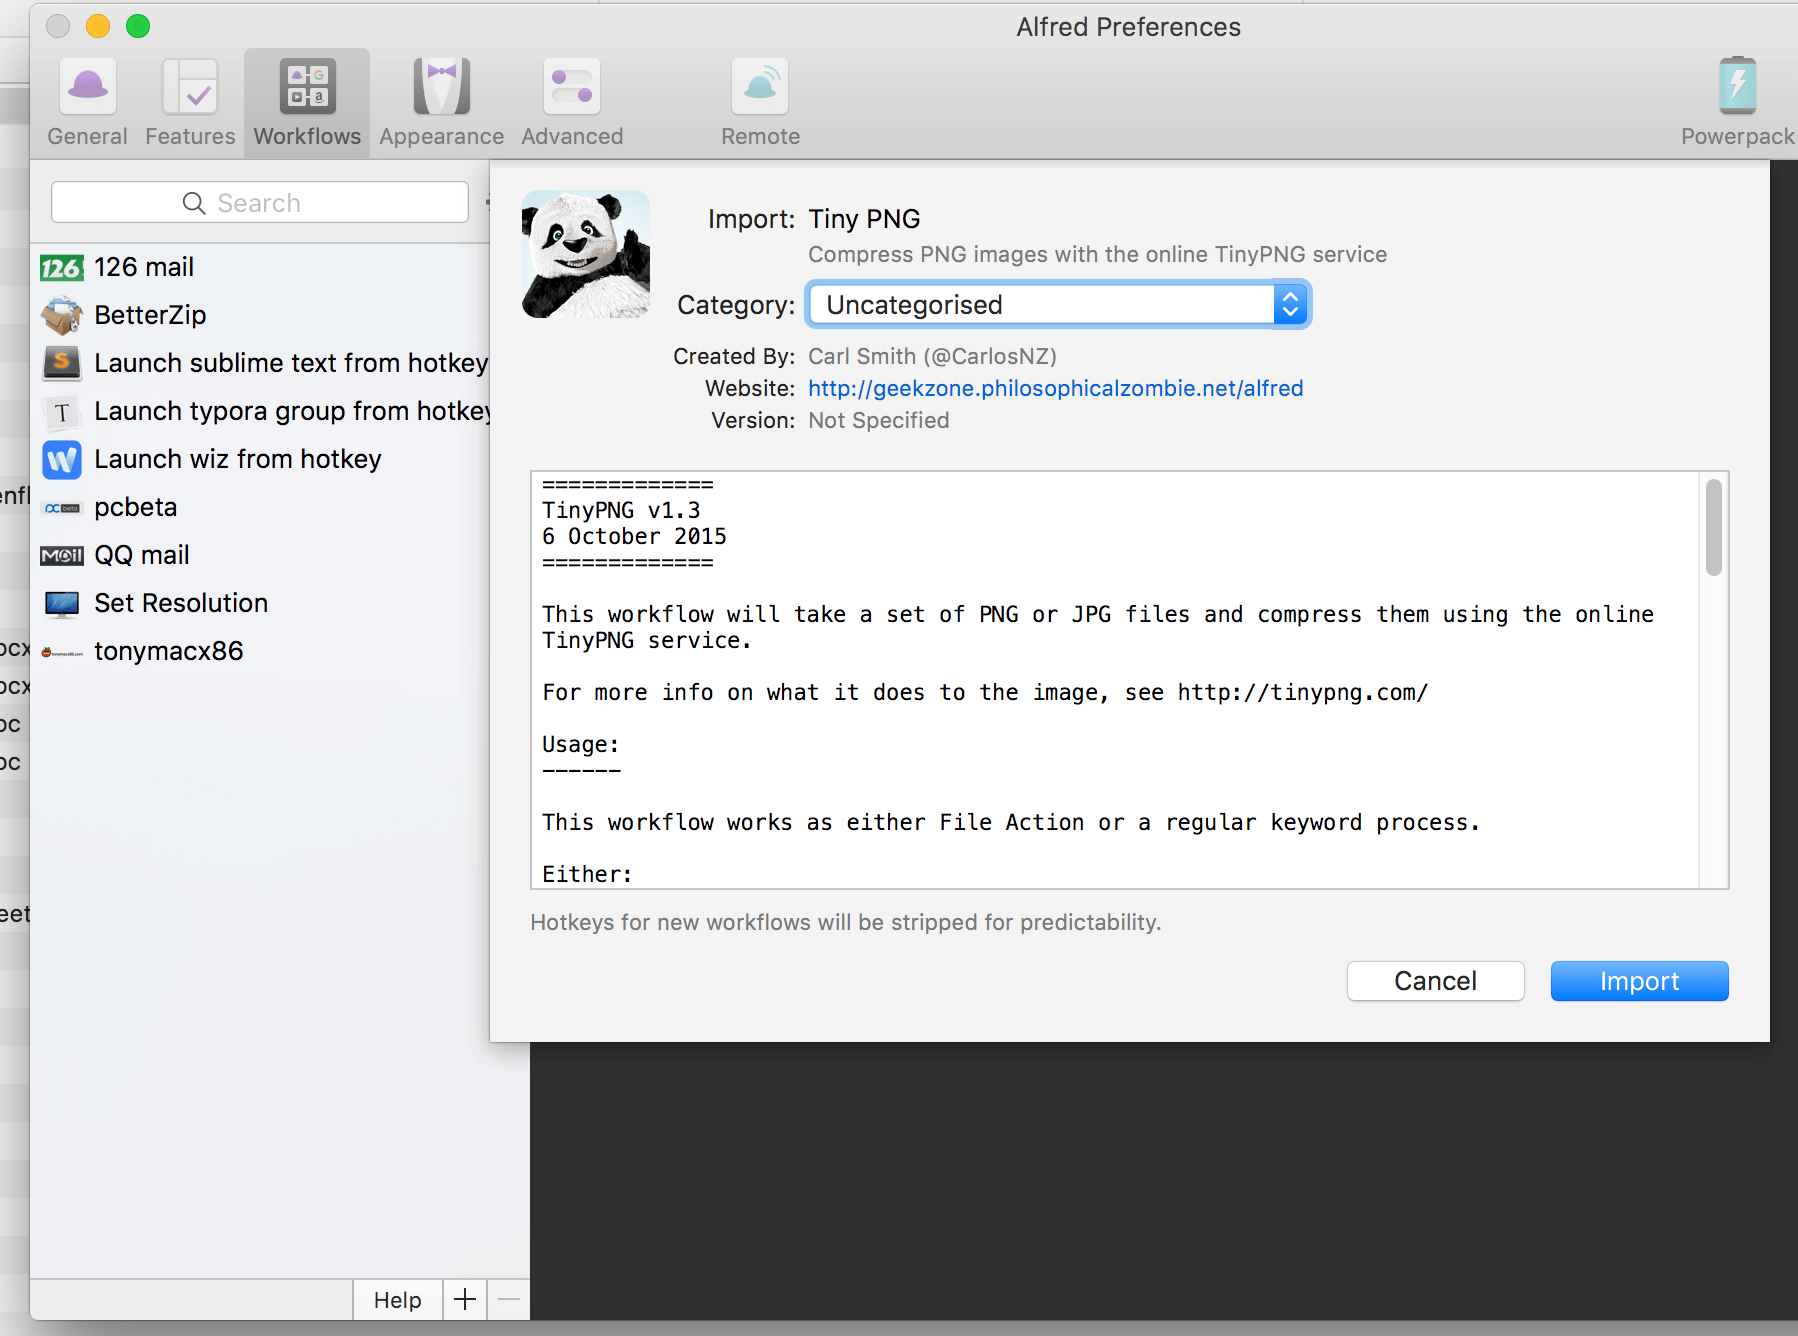 Alfred Preferences
General
Features
Workflows
Appearance
Advanced
Remote
Powerpack
Search
126 126 mail
BetterZip
S Launch sublime text from hotkey
T Launch typora group from hotkey
W Launch wiz from hotkey
pcbeta pcbeta
Mail QQ mail
Set Resolution
tonymacx86.com tonymacx86
Help
Import: Tiny PNG
Compress PNG images with the online TinyPNG service
Category: Uncategorised
Created By: Carl Smith (@CarlosNZ)
Website: http://geekzone.philosophicalzombie.net/alfred
Version: Not Specified
=============
TinyPNG v1.3
6 October 2015
=============
This workflow will take a set of PNG or JPG files and compress them using the online
TinyPNG service.
For more info on what it does to the image, see http://tinypng.com/
Usage:
------
This workflow works as either File Action or a regular keyword process.
Either:
Hotkeys for new workflows will be stripped for predictability.
Cancel
Import